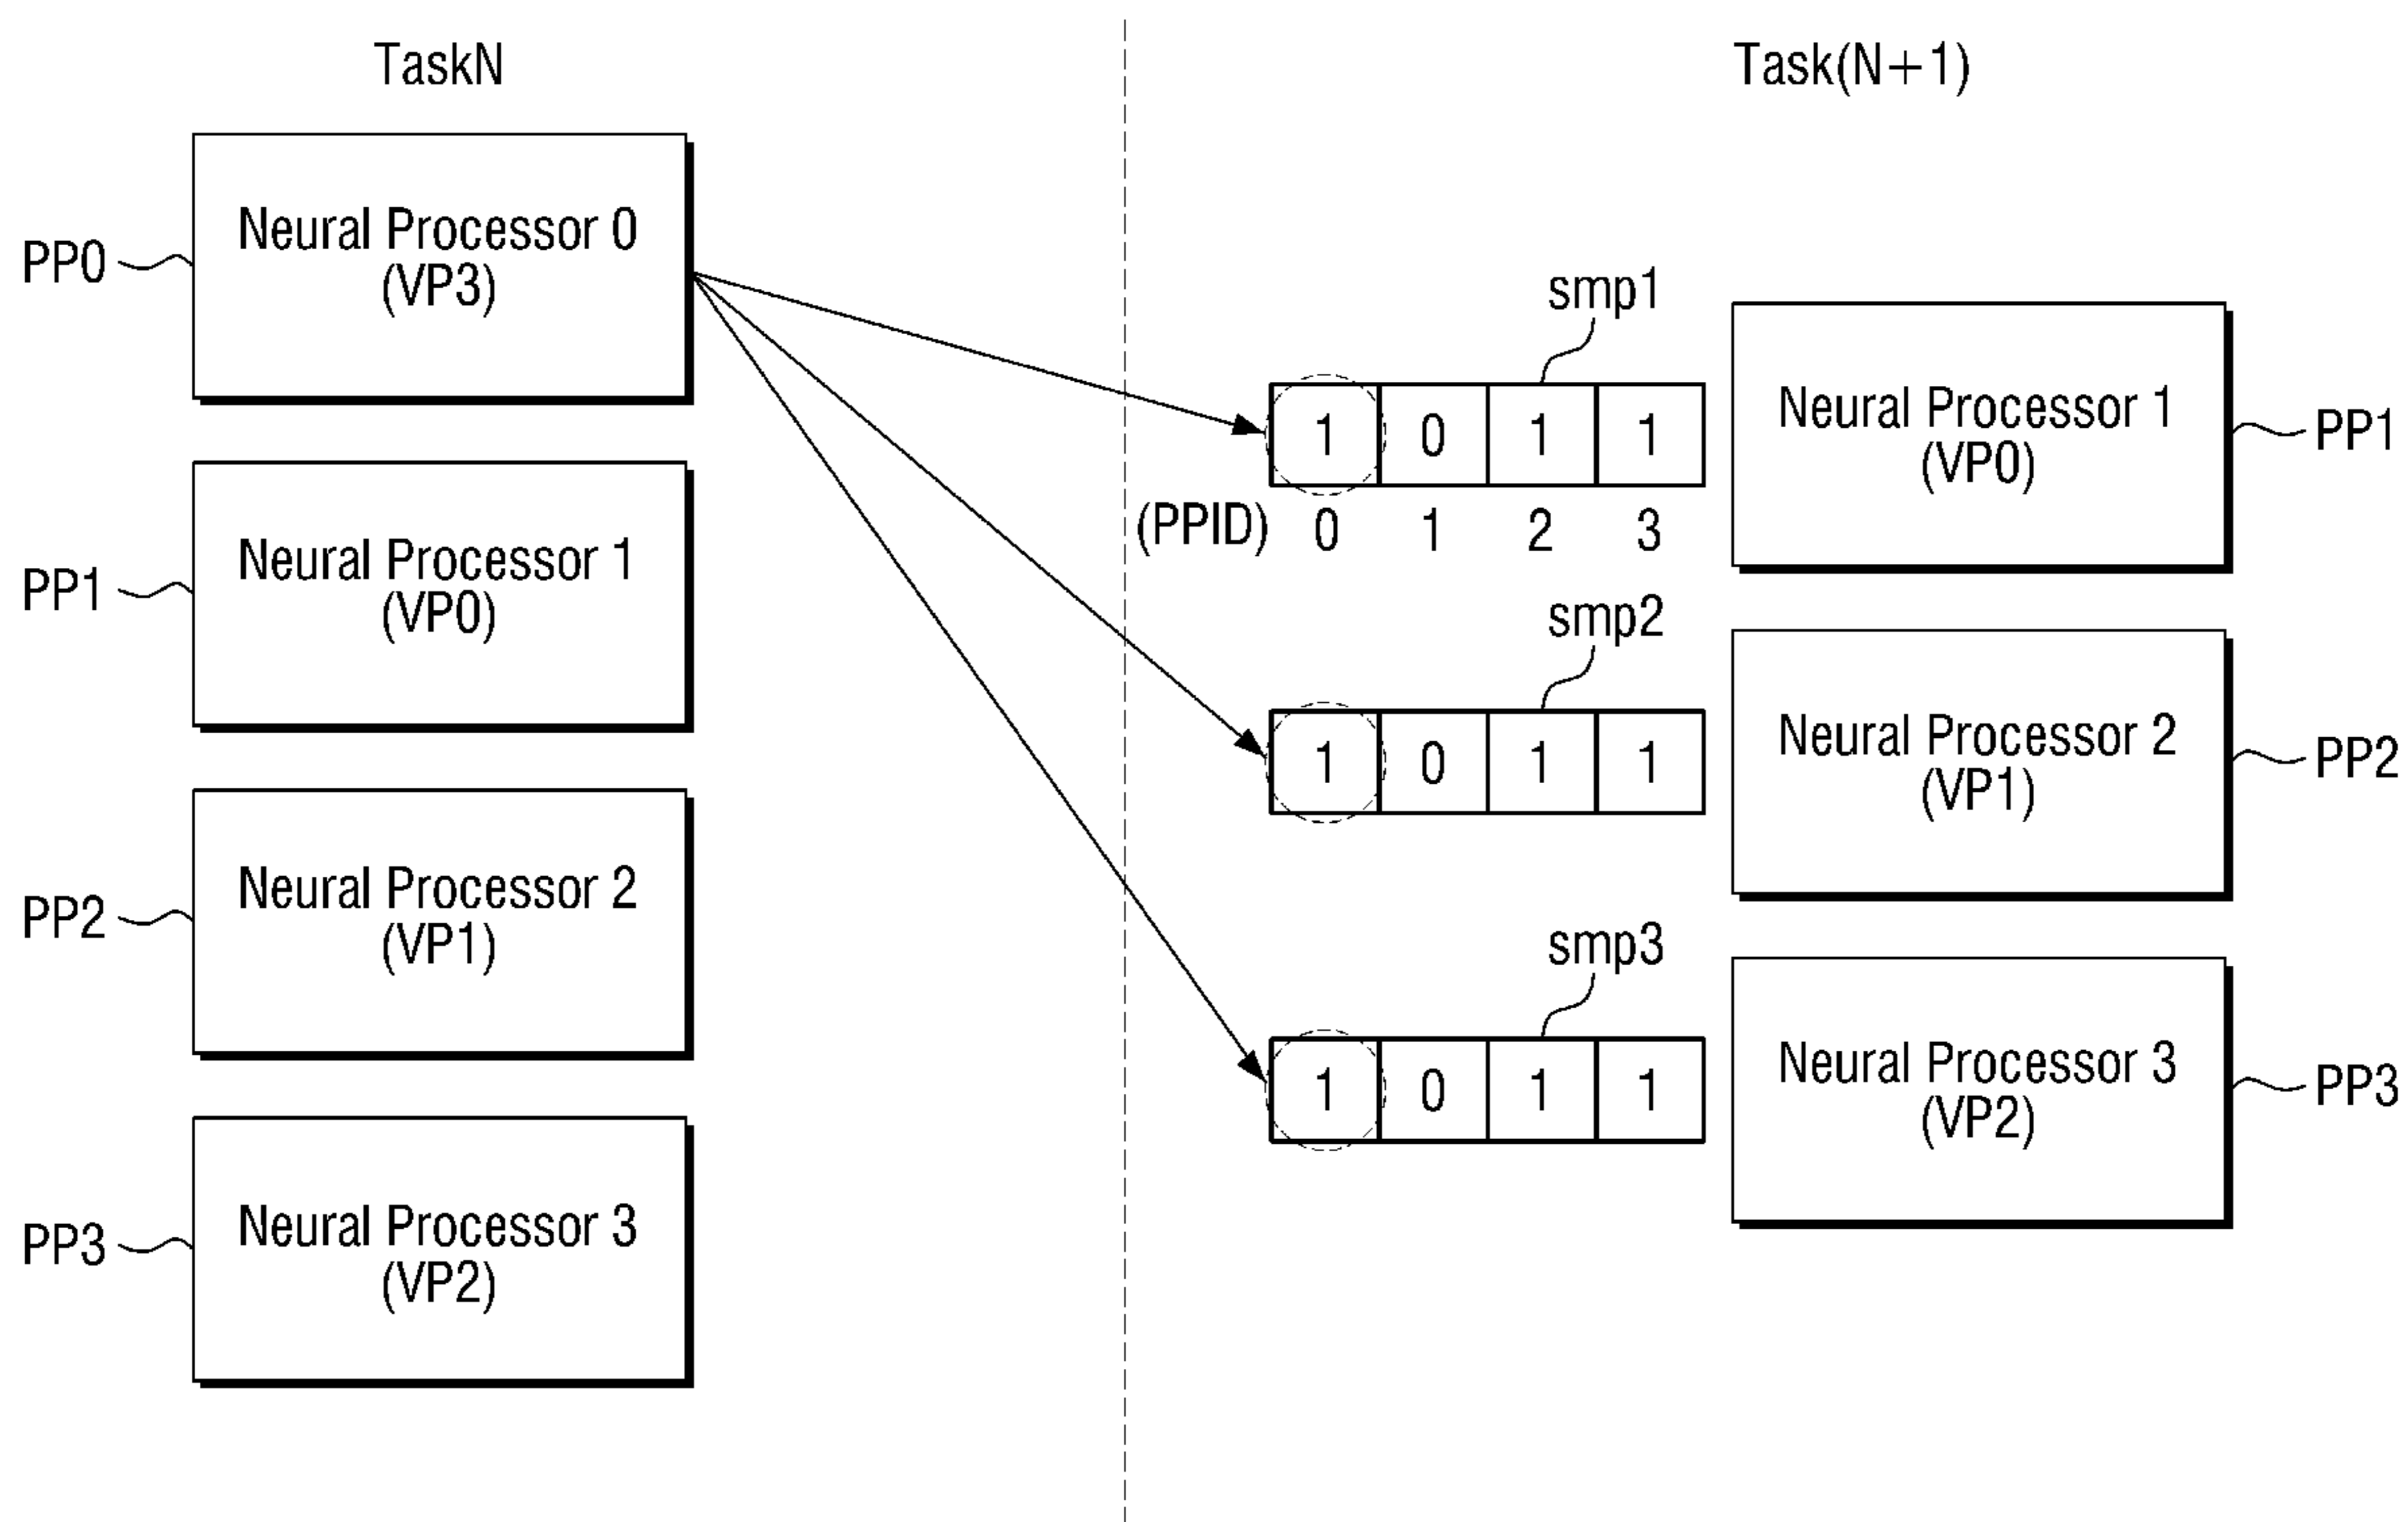 TaskN
Task(N+1)
PP0
Neural Processor 0
(VP3)
PP1
Neural Processor 1
(VP0)
PP2
Neural Processor 2
(VP1)
PP3
Neural Processor 3
(VP2)
smp1
1 0 1 1
(PPID) 0 1 2 3
Neural Processor 1
(VP0)
PP1
smp2
1 0 1 1
Neural Processor 2
(VP1)
PP2
smp3
1 0 1 1
Neural Processor 3
(VP2)
PP3